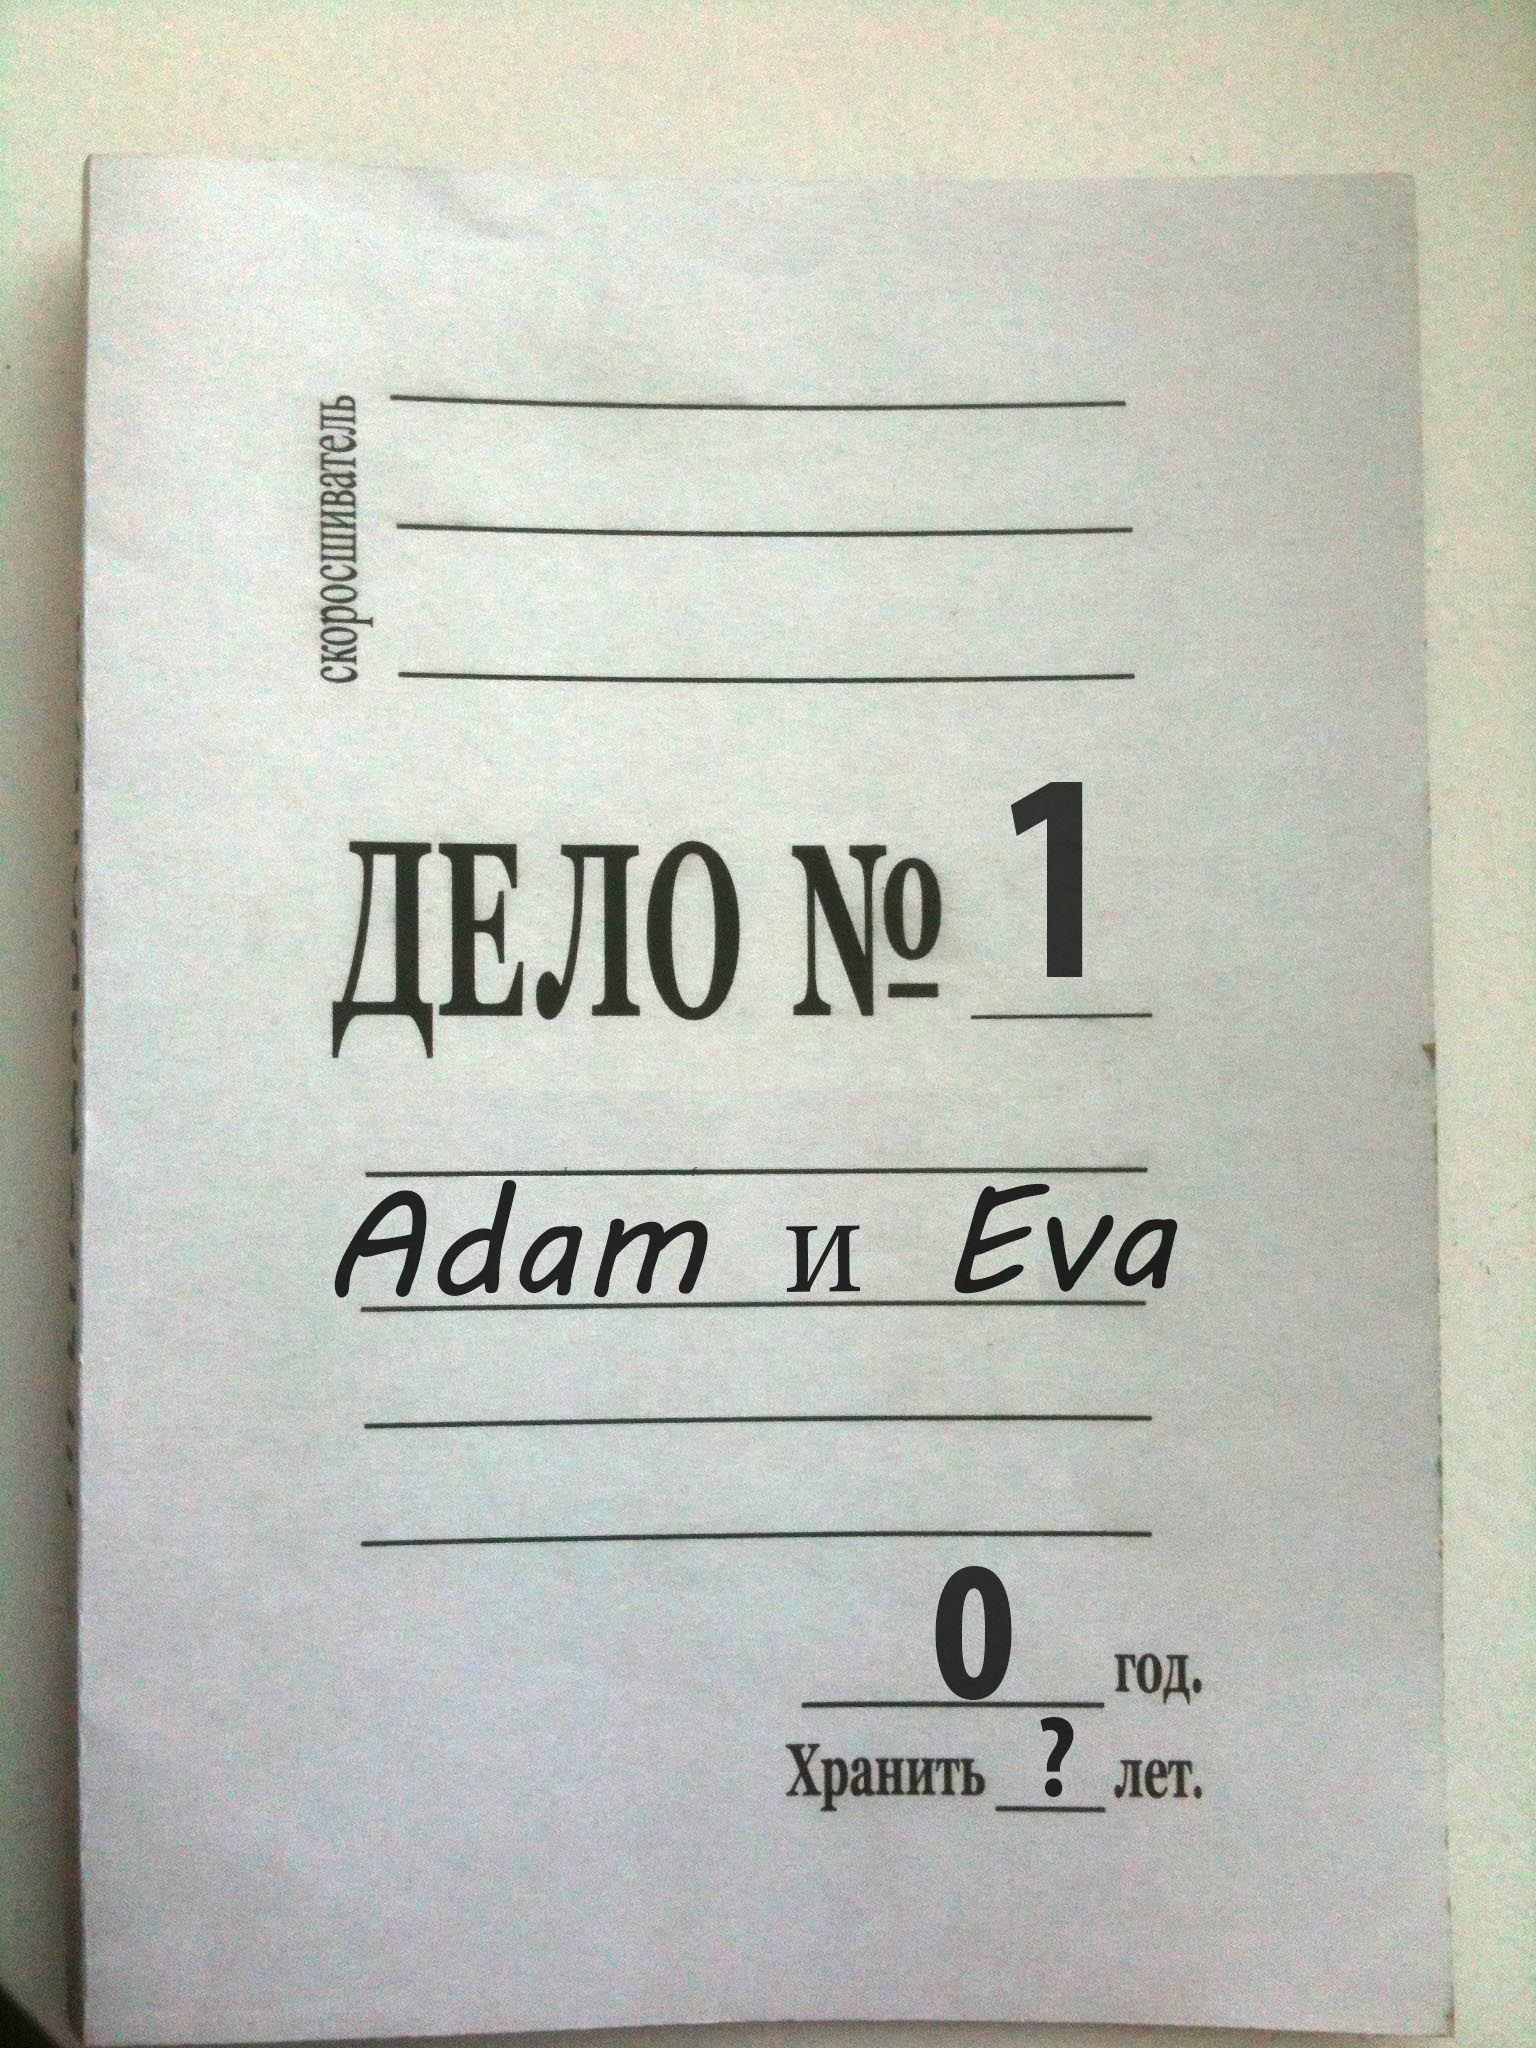 скоросшиватель
ДЕЛО № 1
Adam и Eva
0 год.
Хранить ? лет.